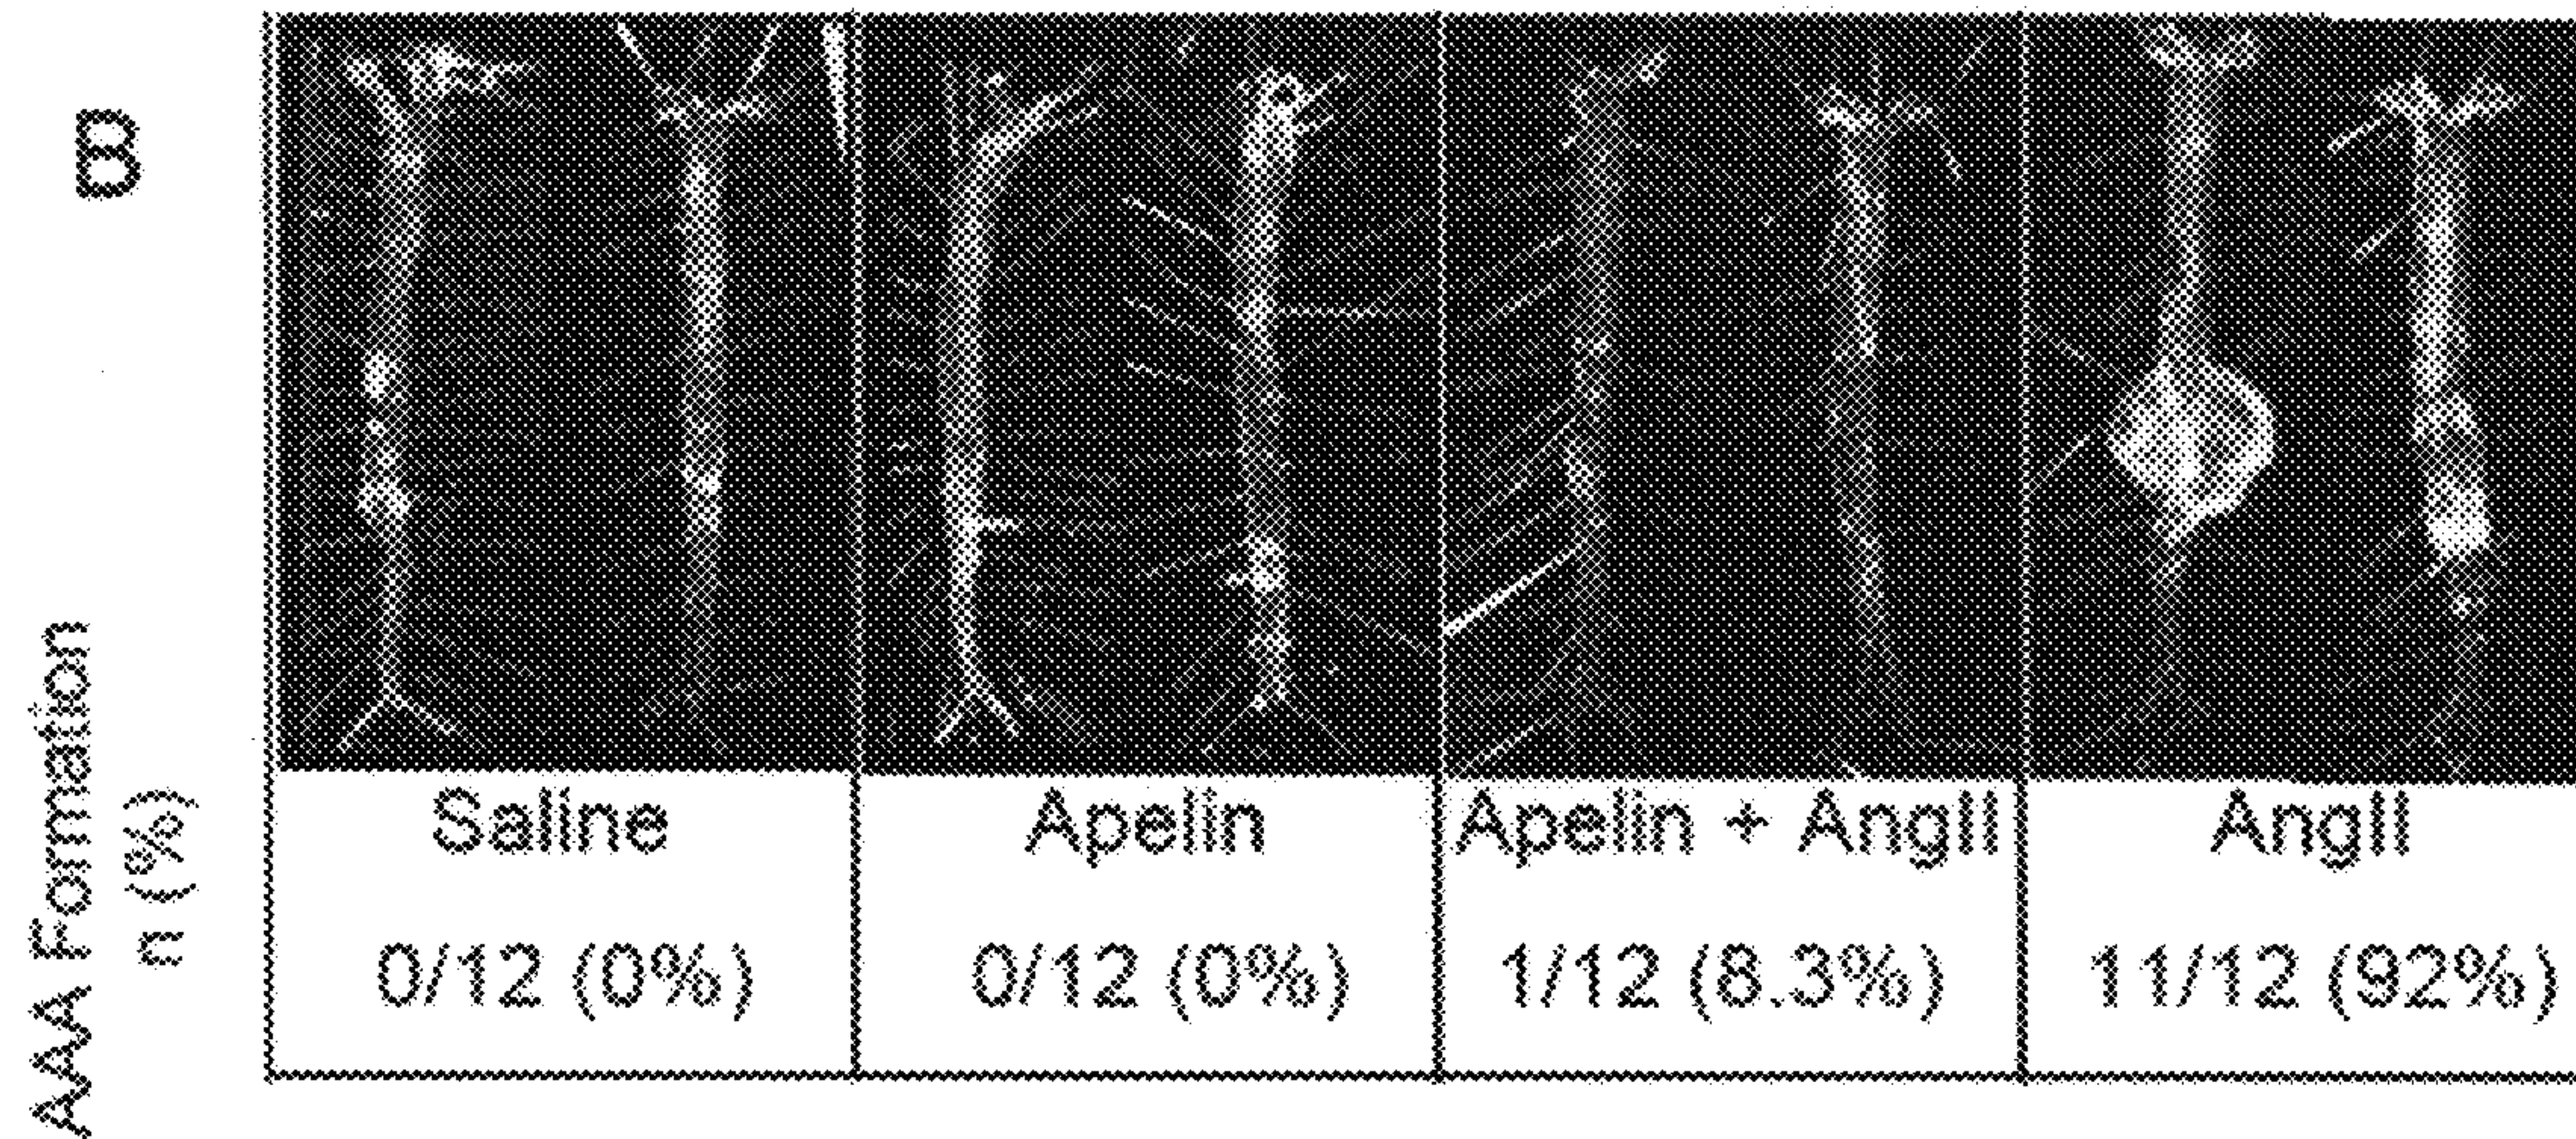 B
Saline
Apelin
Apelin + AngII
AngII
AAA Formation
n (%)
0/12 (0%)
0/12 (0%)
1/12 (8.3%)
11/12 (92%)